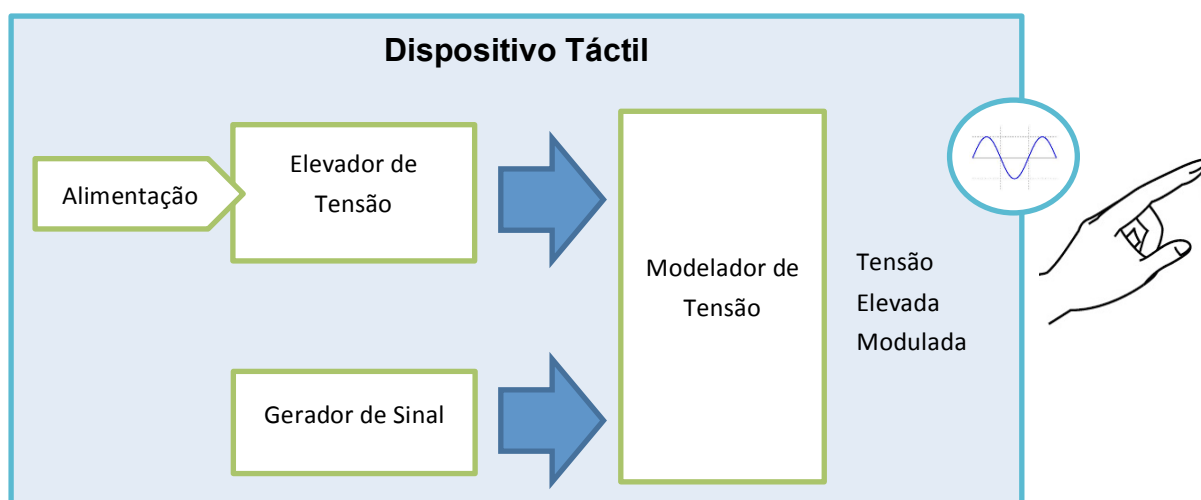 Dispositivo Táctil
Alimentação
Elevador de
Tensão
Gerador de Sinal
Modelador de
Tensão
Tensão
Elevada
Modulada